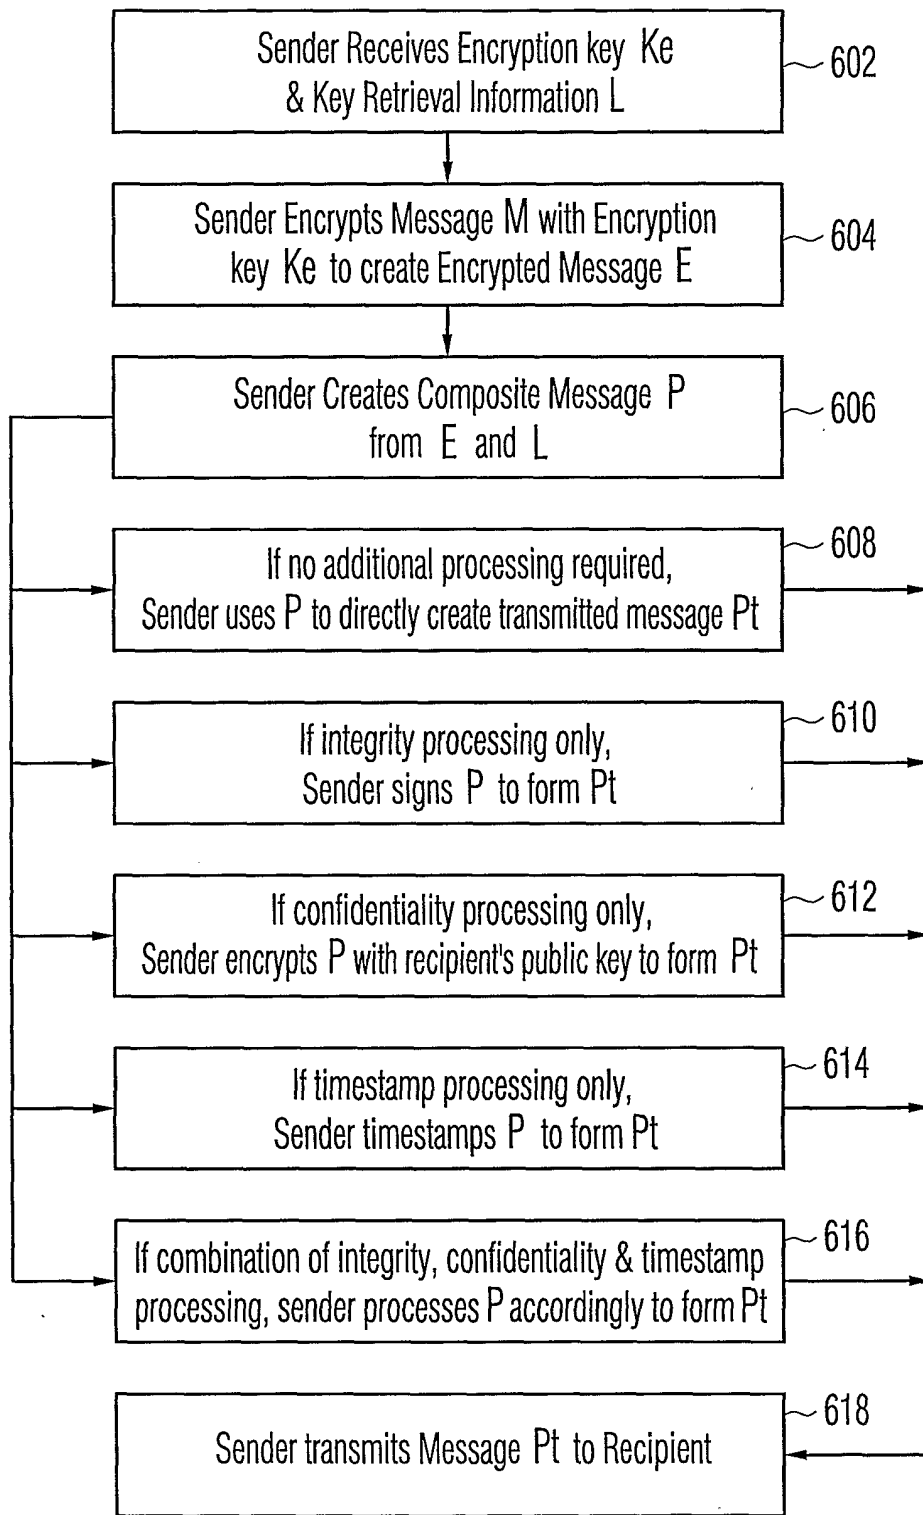 Sender Receives Encryption key Ke
& Key Retrieval Information L
602
Sender Encrypts Message M with Encryption
key Ke to create Encrypted Message E
604
Sender Creates Composite Message P
from E and L
606
If no additional processing required,
Sender uses P to directly create transmitted message Pt
608
If integrity processing only,
Sender signs P to form Pt
610
If confidentiality processing only,
Sender encrypts P with recipient's public key to form Pt
612
If timestamp processing only,
Sender timestamps P to form Pt
614
If combination of integrity, confidentiality & timestamp
processing, sender processes P accordingly to form Pt
616
Sender transmits Message Pt to Recipient
618